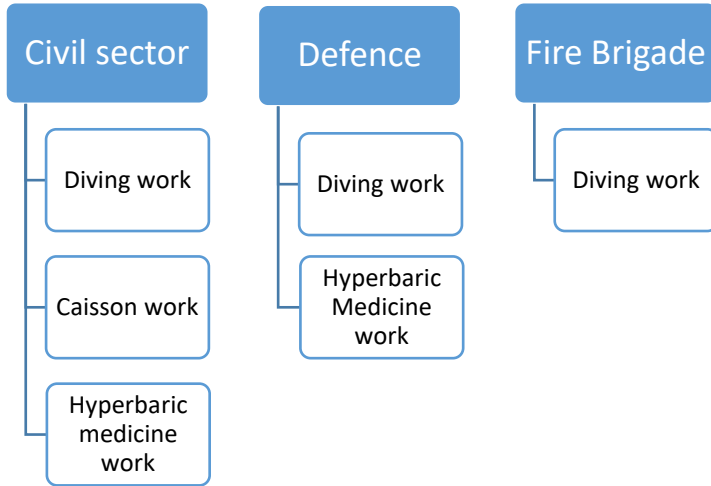 Civil sector
Diving work
Caisson work
Hyperbaric
medicine
work
Defence
Diving work
Hyperbaric
Medicine
work
Fire Brigade
Diving work